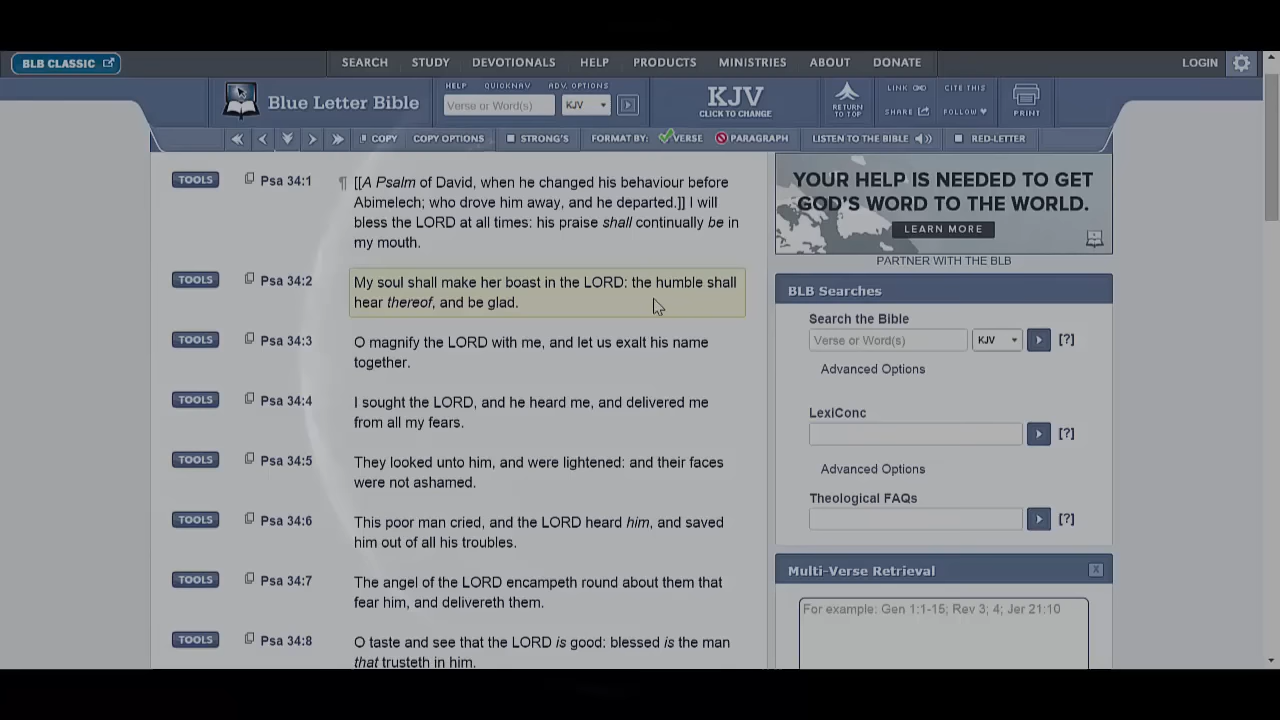 BLB CLASSIC
SEARCH STUDY DEVOTIONALS HELP PRODUCTS MINISTRIES ABOUT DONATE LOGIN
Blue Letter Bible
HELP QUICKNAV ADV. OPTIONS
Verse or Word(s) KJV
KJV
CLICK TO CHANGE
RETURN
TO TOP
LINK CITE THIS
SHARE FOLLOW
PRINT
COPY COPY OPTIONS STRONG'S FORMAT BY: VERSE PARAGRAPH LISTEN TO THE BIBLE RED-LETTER
TOOLS Psa 34:1 ¶ [[A Psalm of David, when he changed his behaviour before
Abimelech; who drove him away, and he departed.]] I will
bless the LORD at all times: his praise shall continually be in
my mouth.
TOOLS Psa 34:2 My soul shall make her boast in the LORD: the humble shall
hear thereof, and be glad.
TOOLS Psa 34:3 O magnify the LORD with me, and let us exalt his name
together.
TOOLS Psa 34:4 I sought the LORD, and he heard me, and delivered me
from all my fears.
TOOLS Psa 34:5 They looked unto him, and were lightened: and their faces
were not ashamed.
TOOLS Psa 34:6 This poor man cried, and the LORD heard him, and saved
him out of all his troubles.
TOOLS Psa 34:7 The angel of the LORD encampeth round about them that
fear him, and delivereth them.
TOOLS Psa 34:8 O taste and see that the LORD is good: blessed is the man
that trusteth in him.
YOUR HELP IS NEEDED TO GET
GOD'S WORD TO THE WORLD.
LEARN MORE
PARTNER WITH THE BLB
BLB Searches
Search the Bible
Verse or Word(s) KJV [?]
Advanced Options
LexiConc
[?]
Advanced Options
Theological FAQs
[?]
Multi-Verse Retrieval x
For example: Gen 1:1-15; Rev 3; 4; Jer 21:10